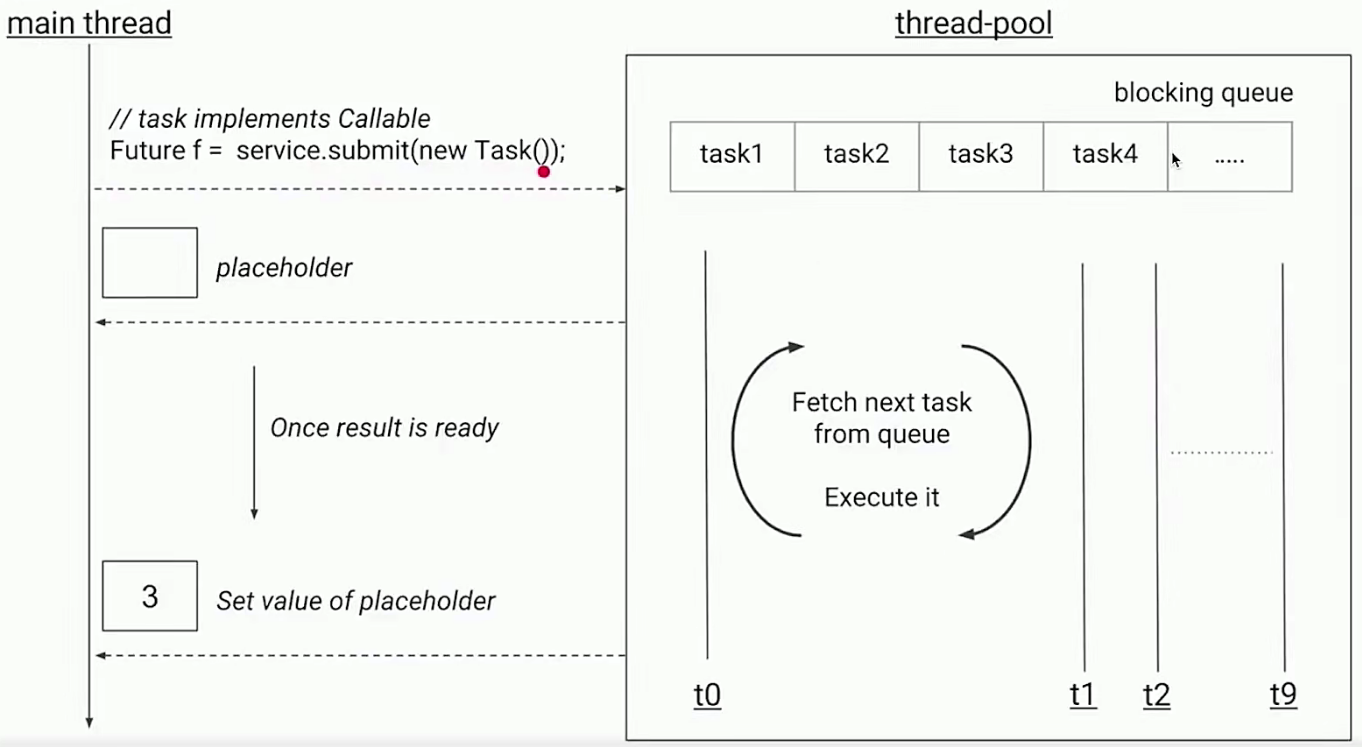 main thread
thread-pool
// task implements Callable
Future f = service.submit(new Task());
placeholder
Once result is ready
3
Set value of placeholder
blocking queue
task1
task2
task3
task4
.....
Fetch next task
from queue
Execute it
t0
t1
t2
t9